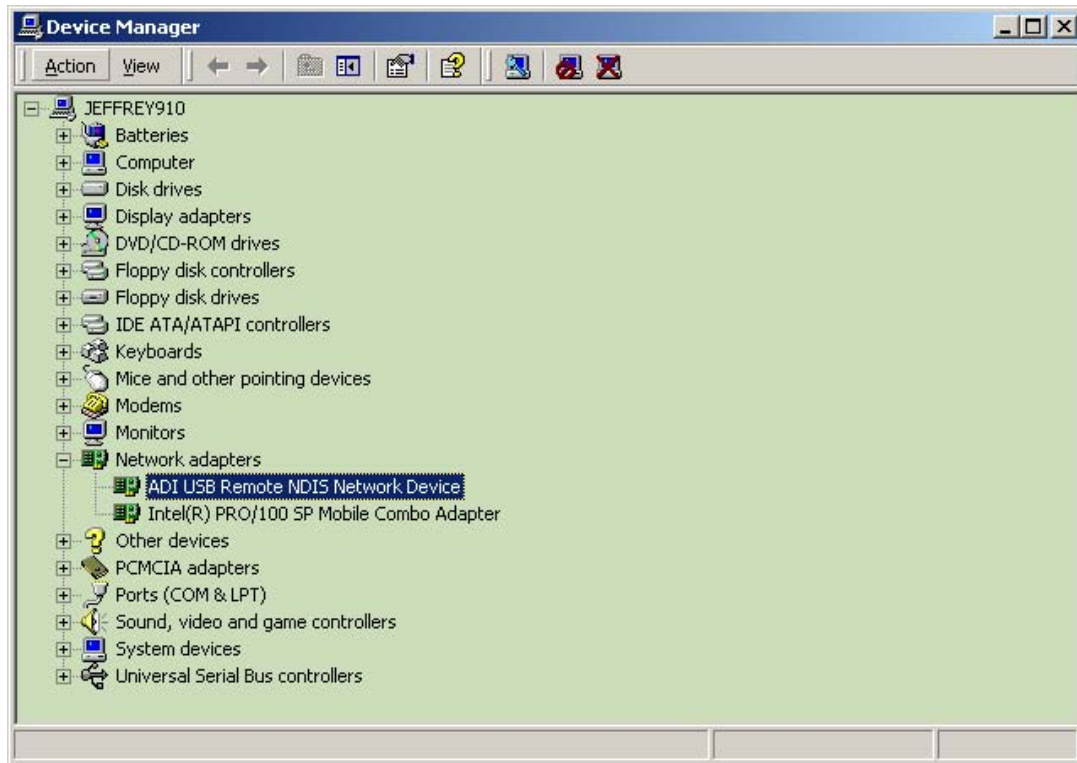 Device Manager
Action View
JEFFREY910
Batteries
Computer
Disk drives
Display adapters
DVD/CD-ROM drives
Floppy disk controllers
Floppy disk drives
IDE ATA/ATAPI controllers
Keyboards
Mice and other pointing devices
Modems
Monitors
Network adapters
ADI USB Remote NDIS Network Device
Intel(R) PRO/100 SP Mobile Combo Adapter
Other devices
PCMCIA adapters
Ports (COM & LPT)
Sound, video and game controllers
System devices
Universal Serial Bus controllers